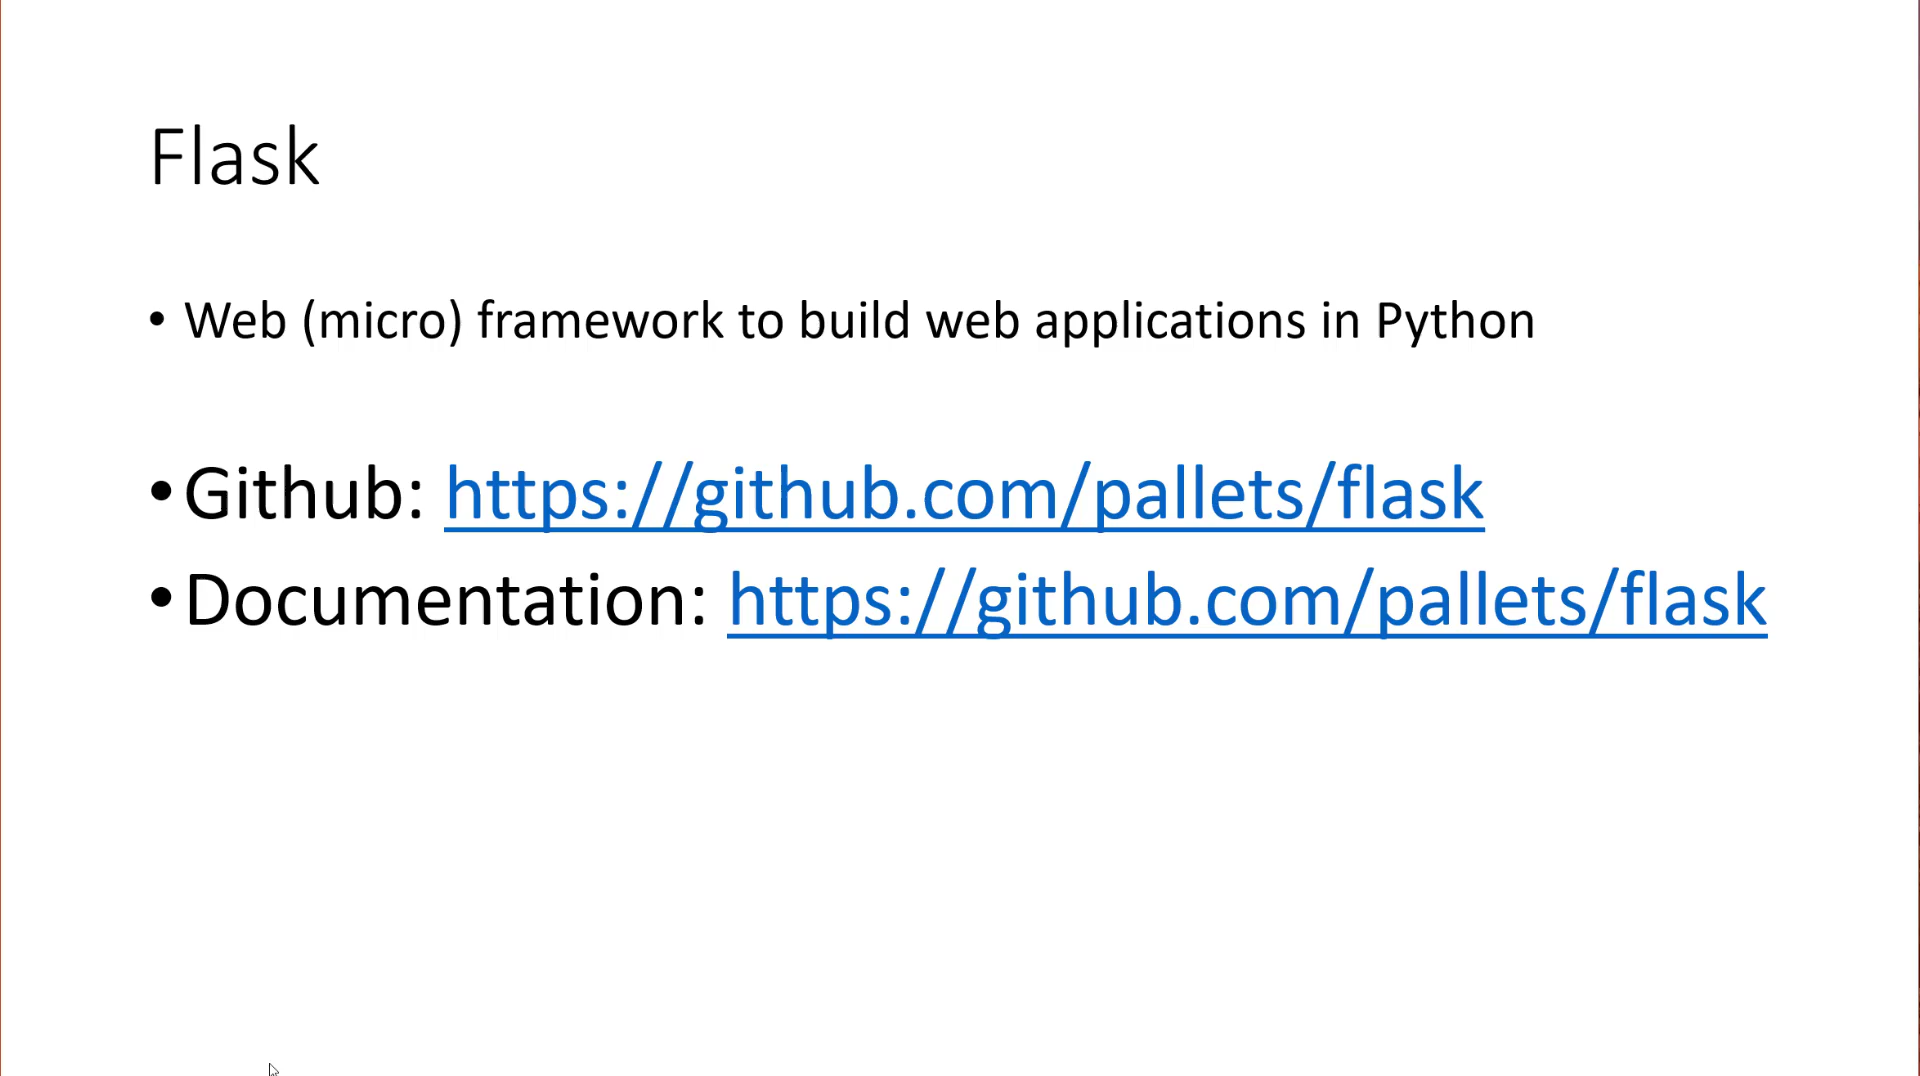 Flask
• Web (micro) framework to build web applications in Python
• Github: https://github.com/pallets/flask
• Documentation: https://github.com/pallets/flask